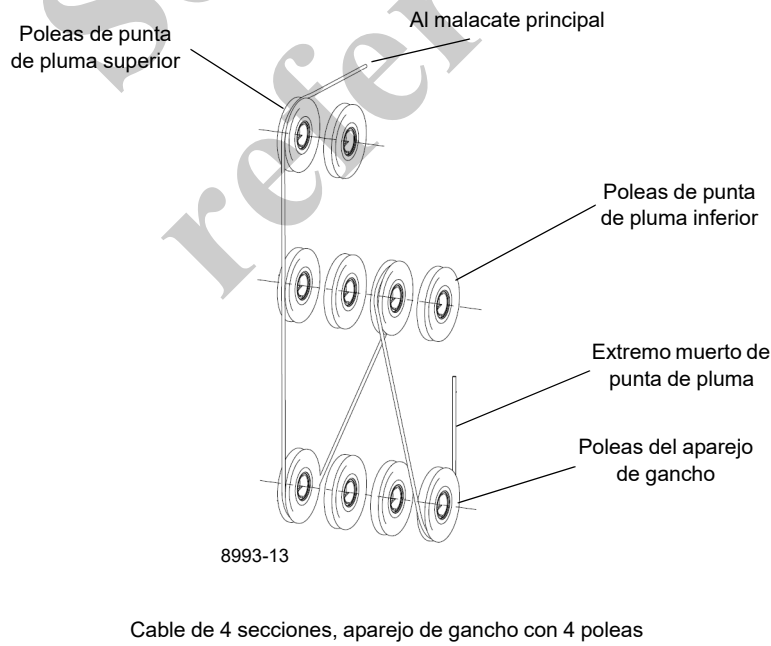 Al malacate principal
Poleas de punta
de pluma superior
Poleas de punta
de pluma inferior
Extremo muerto de
punta de pluma
Poleas del aparejo
de gancho
8993-13
Cable de 4 secciones, aparejo de gancho con 4 poleas